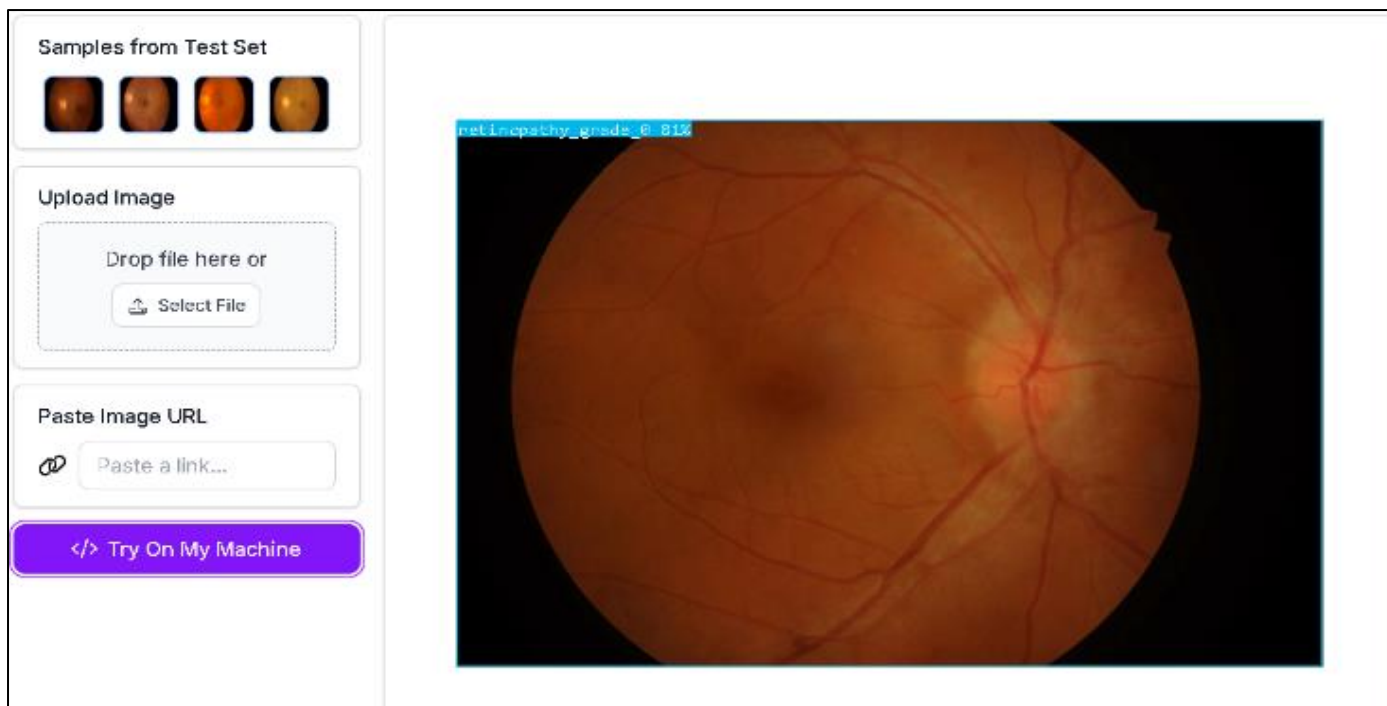 Samples from Test Set
Upload Image
Drop file here or
Select File
Paste Image URL
Paste a link...
</> Try On My Machine
retinopathy_grade_0 81%